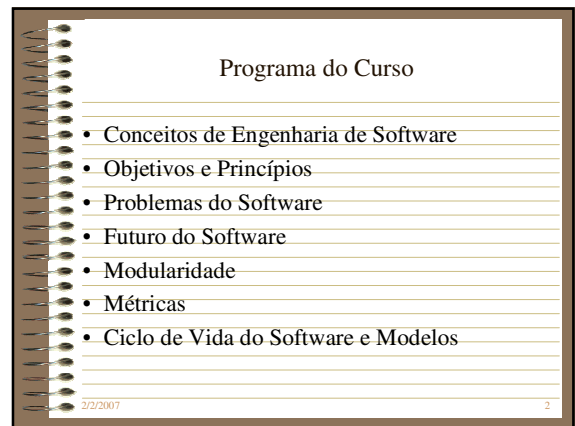 Programa do Curso
• Conceitos de Engenharia de Software
• Objetivos e Princípios
• Problemas do Software
• Futuro do Software
• Modularidade
• Métricas
• Ciclo de Vida do Software e Modelos
2/2/2007
2